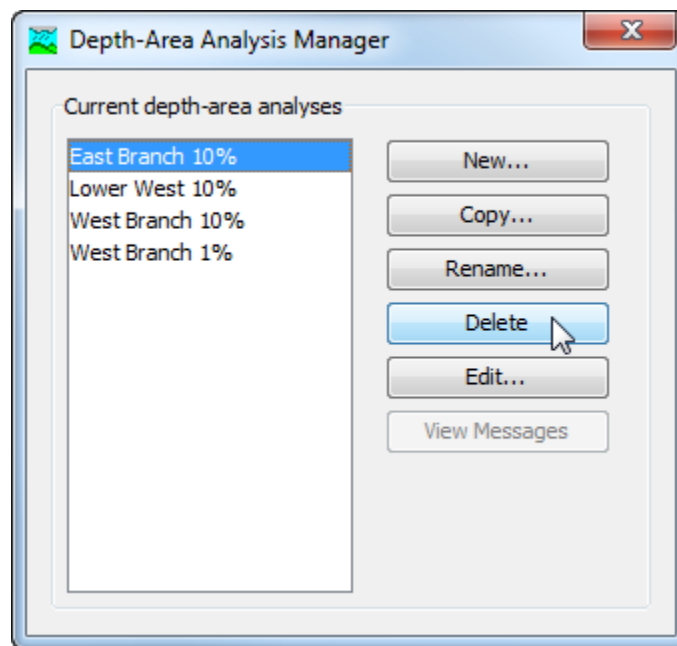 Depth-Area Analysis Manager
Current depth-area analyses
East Branch 10%
Lower West 10%
West Branch 10%
West Branch 1%
New...
Copy...
Rename...
Delete
Edit...
View Messages